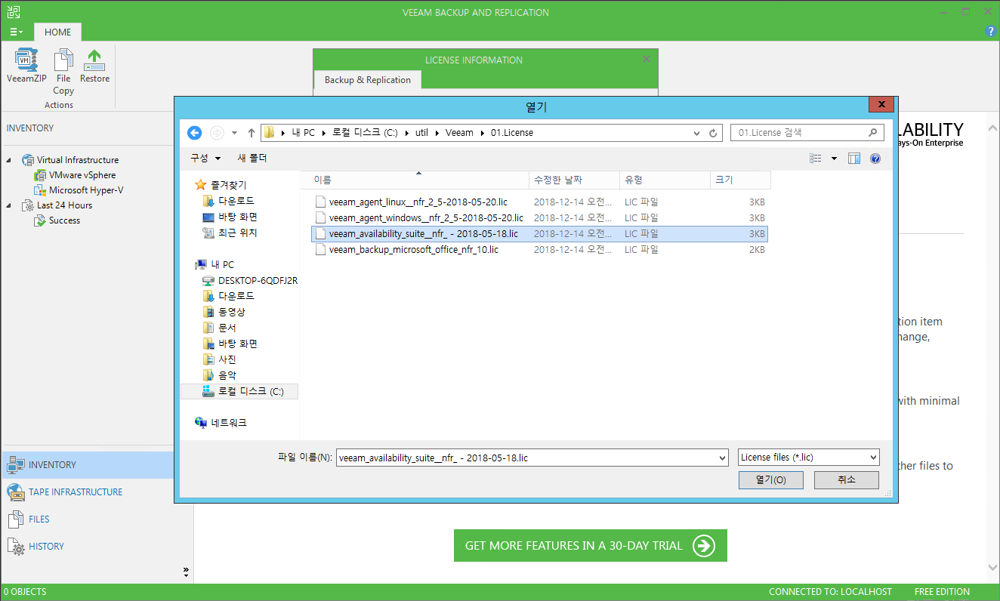 VEEAM BACKUP AND REPLICATION
HOME
VeeamZIP
File
Copy
Restore
Actions
LICENSE INFORMATION
Backup & Replication
INVENTORY
Virtual Infrastructure
VMware vSphere
Microsoft Hyper-V
Last 24 Hours
Success
열기
내 PC 로컬 디스크 (C:) util Veeam 01.License
01.License 검색
구성 새 폴더
즐겨찾기
다운로드
바탕 화면
최근 위치
내 PC
DESKTOP-6QDFJ2R
다운로드
동영상
문서
바탕 화면
사진
음악
로컬 디스크 (C:)
네트워크
이름 수정한 날짜 유형 크기
veeam_agent_linux__nfr_2_5-2018-05-20.lic 2018-12-14 오전... LIC 파일 3KB
veeam_agent_windows__nfr_2_5-2018-05-20.lic 2018-12-14 오전... LIC 파일 3KB
veeam_availability_suite__nfr_ - 2018-05-18.lic 2018-12-14 오전... LIC 파일 3KB
veeam_backup_microsoft_office_nfr_10.lic 2018-12-14 오전... LIC 파일 2KB
파일 이름(N): veeam_availability_suite__nfr_ - 2018-05-18.lic License files (*.lic)
열기(O) 취소
LABILITY
ays-On Enterprise
tion item
hange,
with minimal
ther files to
INVENTORY
TAPE INFRASTRUCTURE
FILES
HISTORY
GET MORE FEATURES IN A 30-DAY TRIAL
0 OBJECTS
CONNECTED TO: LOCALHOST
FREE EDITION